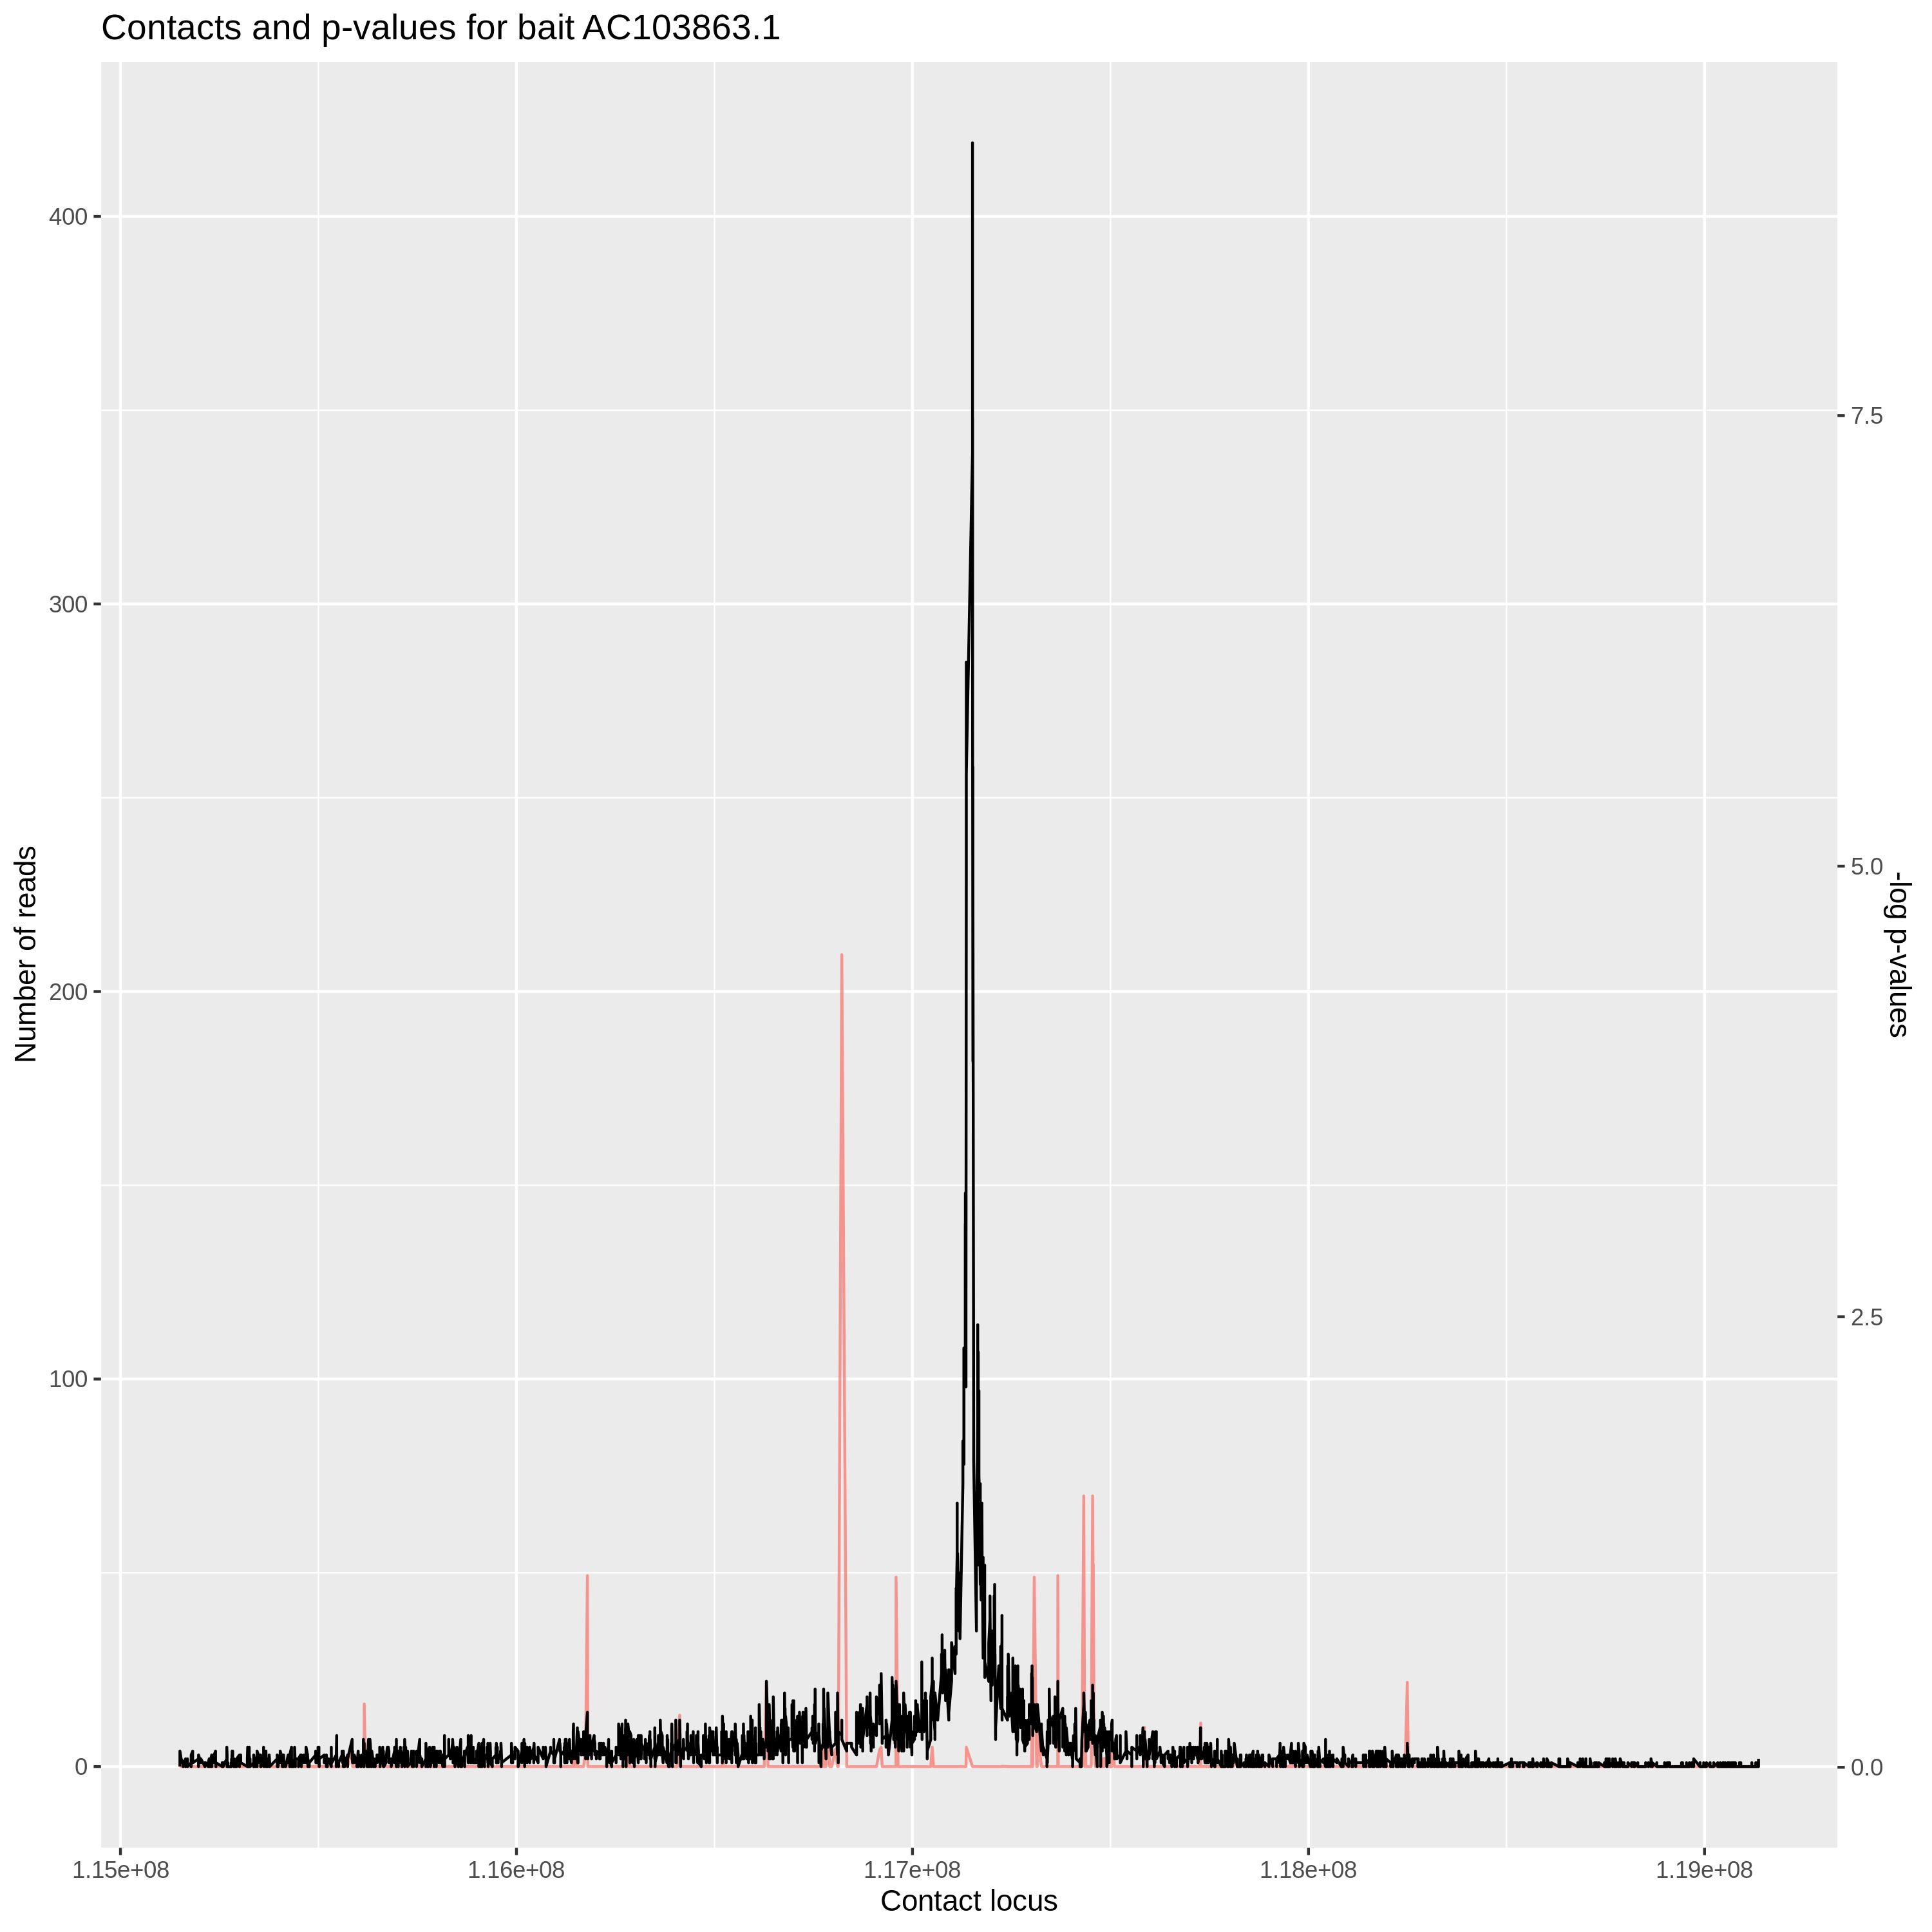 Contacts and p-values for bait AC103863.1
400
300
200
100
0
7.5
5.0
2.5
0.0
Number of reads
-log p-values
1.15e+08
1.16e+08
1.17e+08
1.18e+08
1.19e+08
Contact locus